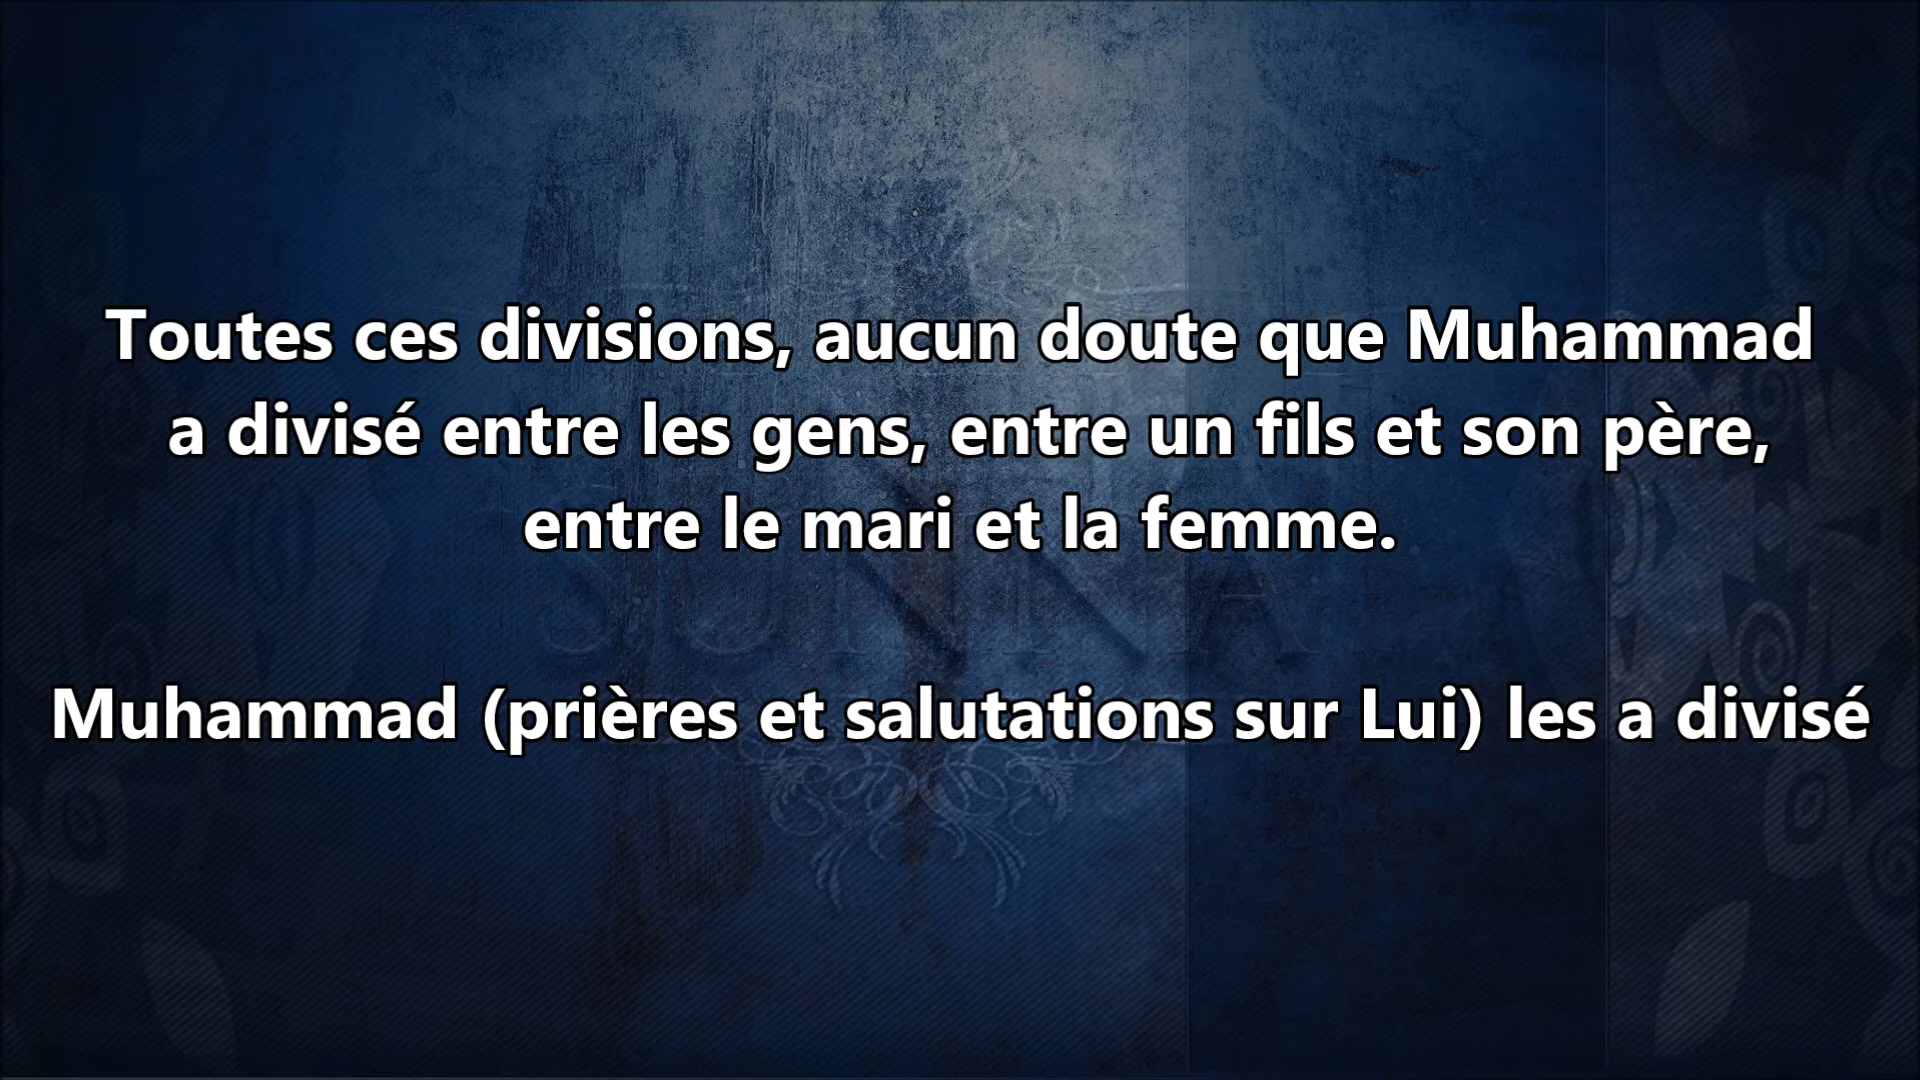 Toutes ces divisions, aucun doute que Muhammad
a divisé entre les gens, entre un fils et son père,
entre le mari et la femme.
SUNNA
Muhammad (prières et salutations sur Lui) les a divisé